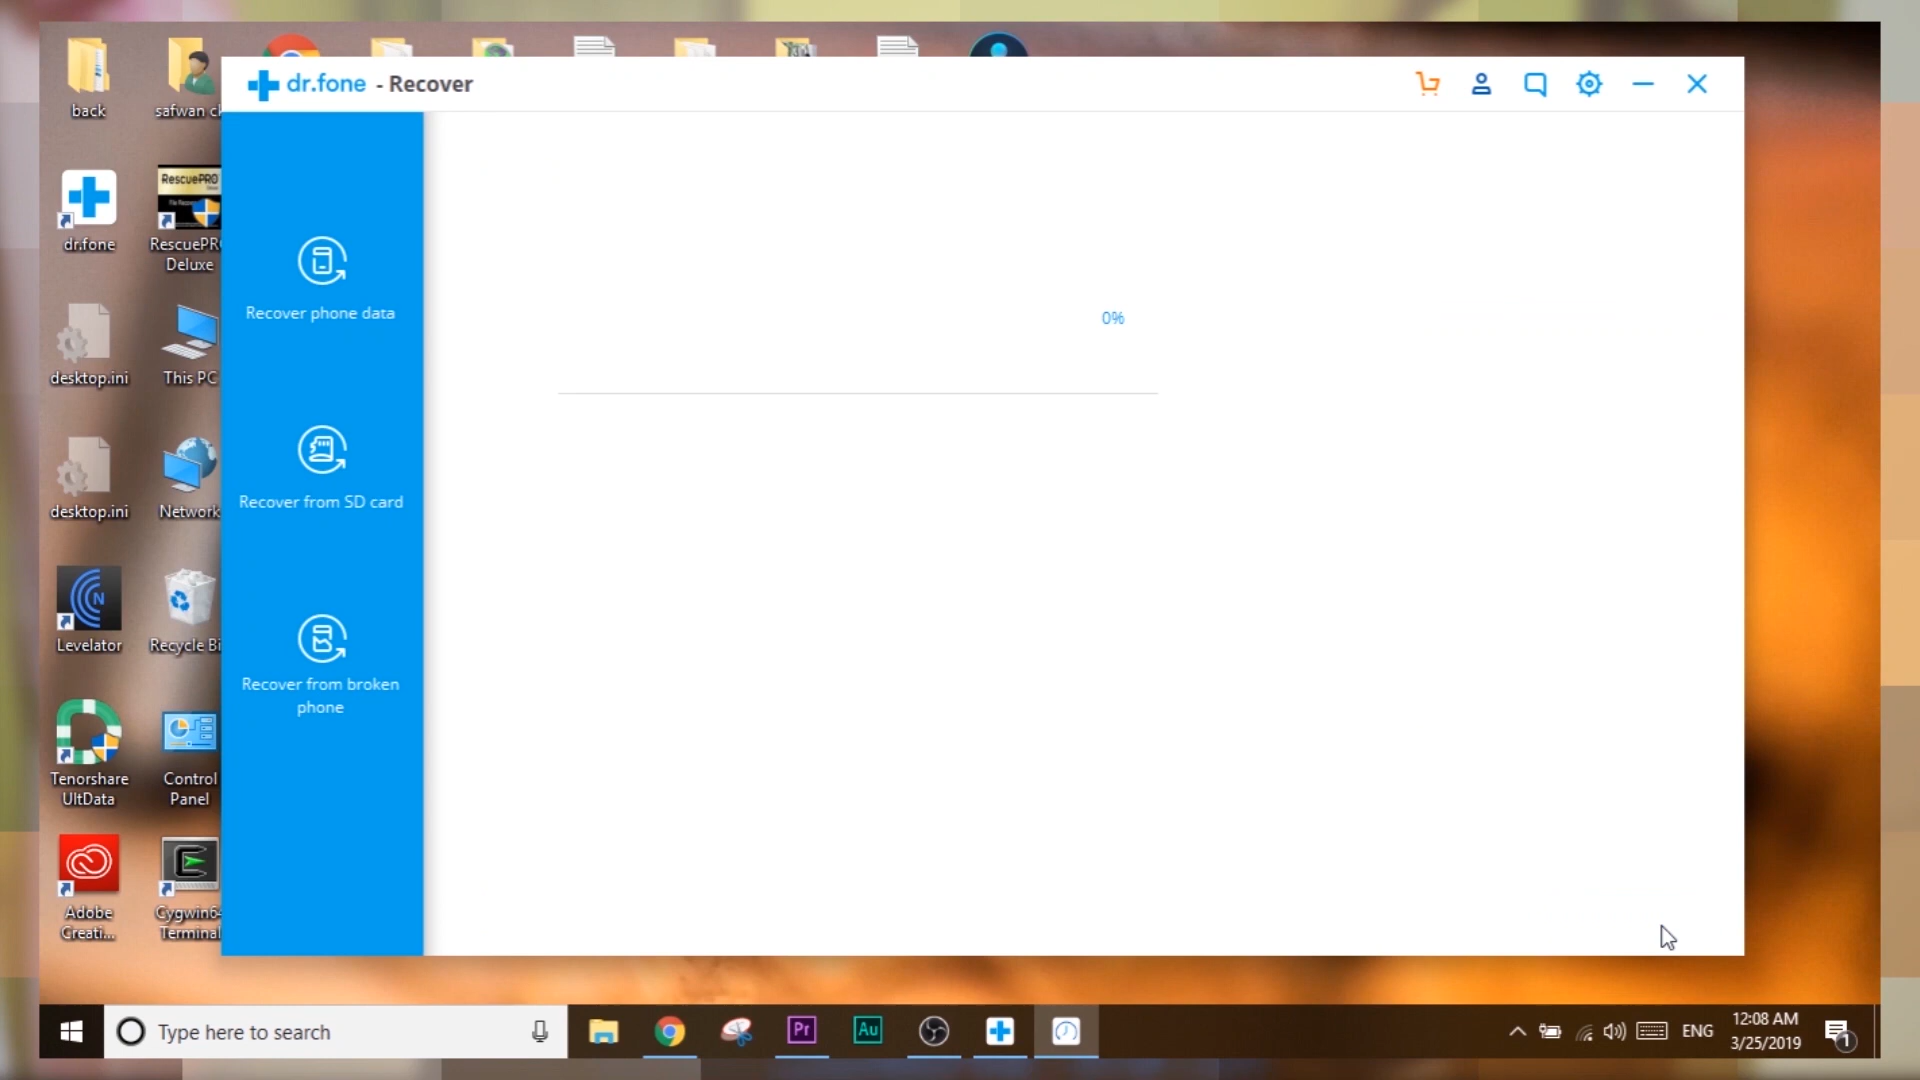 dr.fone - Recover
back
safwan
dr.fone
RescuePRO
RescuePR
Deluxe
desktop.ini
This PC
desktop.ini
Network
Levelator
Recycle Bi
Tenorshare
UltData
Control
Panel
Adobe
Creati...
Cygwin64
Terminal
N
Recover phone data
Recover from SD card
Recover from broken
phone
0%
Type here to search
Pr
Au
ENG
12:08 AM
3/25/2019
1